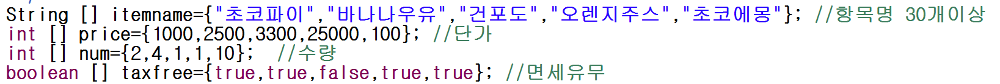 String [] itemname={"초코파이","바나나우유","건포도","오렌지주스","초코에몽"}; //항목명 30개이상
int [] price={1000,2500,3300,25000,100}; //단가
int [] num={2,4,1,1,10};  //수량
boolean [] taxfree={true,true,false,true,true}; //면세유무